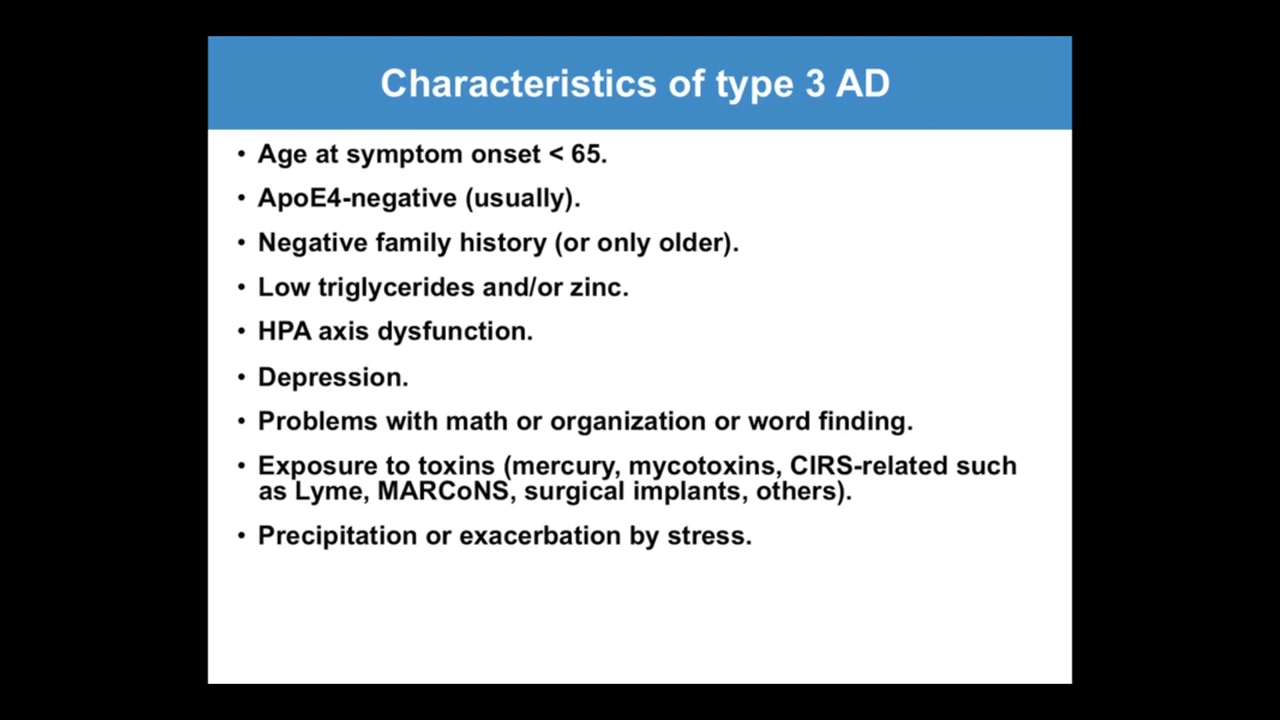 Characteristics of type 3 AD
• Age at symptom onset < 65.
• ApoE4-negative (usually).
• Negative family history (or only older).
• Low triglycerides and/or zinc.
• HPA axis dysfunction.
• Depression.
• Problems with math or organization or word finding.
• Exposure to toxins (mercury, mycotoxins, CIRS-related such
as Lyme, MARCoNS, surgical implants, others).
• Precipitation or exacerbation by stress.